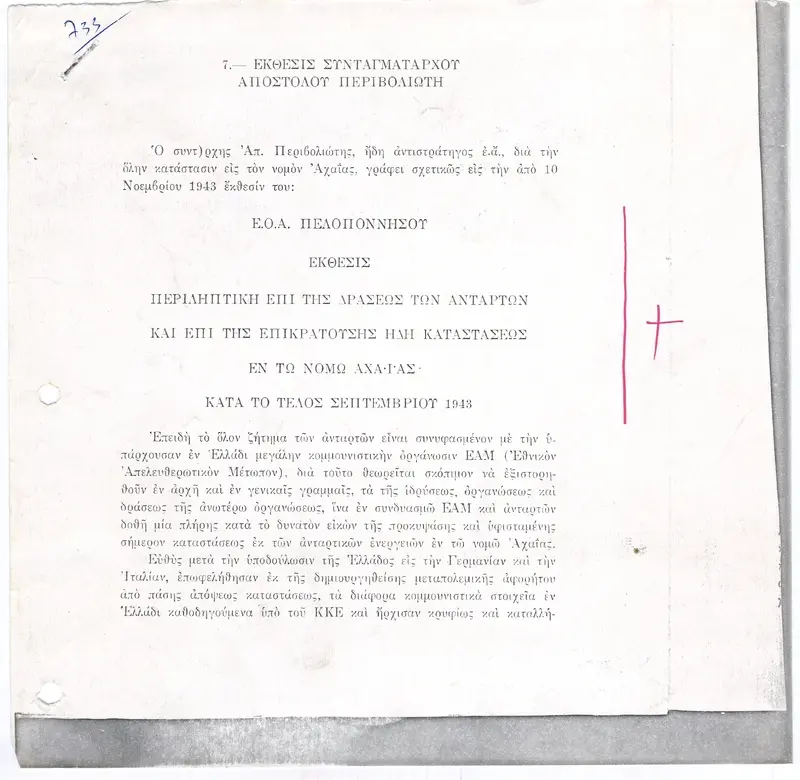 733
7.— ΕΚΘΕΣΙΣ ΣΥΝΤΑΓΜΑΤΑΡΧΟΥ
ΑΠΟΣΤΟΛΟΥ ΠΕΡΙΒΟΛΙΩΤΗ
Ὁ συντ)ρχης Ἀπ. Περιβολιώτης, ἤδη ἀντιστράτηγος ἐ.ἀ., διὰ τὴν
ὅλην κατάστασιν εἰς τὸν νομὸν Ἀχαΐας, γράφει σχετικῶς εἰς τὴν ἀπὸ 10
Νοεμβρίου 1943 ἔκθεσίν του:
Ε.Ο.Α. ΠΕΛΟΠΟΝΝΗΣΟΥ
ΕΚΘΕΣΙΣ
ΠΕΡΙΛΗΠΤΙΚΗ ΕΠΙ ΤΗΣ ΔΡΑΣΕΩΣ ΤΩΝ ΑΝΤΑΡΤΩΝ
ΚΑΙ ΕΠΙ ΤΗΣ ΕΠΙΚΡΑΤΟΥΣΗΣ ΗΔΗ ΚΑΤΑΣΤΑΣΕΩΣ
ΕΝ ΤΩ ΝΟΜΩ ΑΧΑ·Ι·ΑΣ·
ΚΑΤΑ ΤΟ ΤΕΛΟΣ ΣΕΠΤΕΜΒΡΙΟΥ 1943
Ἐπειδὴ τὸ ὅλον ζήτημα τῶν ἀνταρτῶν εἶναι συνυφασμένον μὲ τὴν ὑ-
πάρχουσαν ἐν Ἑλλάδι μεγάλην κομμουνιστικὴν ὀργάνωσιν ΕΑΜ (Ἐθνικὸν
Ἀπελευθερωτικὸν Μέτωπον), διὰ τοῦτο θεωρεῖται σκόπιμον νὰ ἐξιστορη-
θοῦν ἐν ἀρχῇ καὶ ἐν γενικαῖς γραμμαῖς, τὰ τῆς ἱδρύσεως, ὀργανώσεως καὶ
δράσεως τῆς ἀνωτέρω ὀργανώσεως, ἵνα ἐν συνδυασμῷ ΕΑΜ καὶ ἀνταρτῶν
δοθῇ μία πλήρης κατὰ τὸ δυνατὸν εἰκὼν τῆς προκυψάσης καὶ ὑφισταμένης
σήμερον καταστάσεως ἐκ τῶν ἀνταρτικῶν ἐνεργειῶν ἐν τῷ νομῷ Ἀχαΐας.
Εὐθὺς μετὰ τὴν ὑποδούλωσιν τῆς Ἑλλάδος εἰς τὴν Γερμανίαν καὶ τὴν
Ἰταλίαν, ἐπωφελήθησαν ἐκ τῆς δημιουργηθείσης μεταπολεμικῆς ἀφορήτου
ἀπὸ πάσης ἀπόψεως καταστάσεως, τὰ διάφορα κομμουνιστικὰ στοιχεῖα ἐν
Ἑλλάδι καθοδηγούμενα ὑπὸ τοῦ ΚΚΕ καὶ ἤρχισαν κρυφίως καὶ καταλλή-